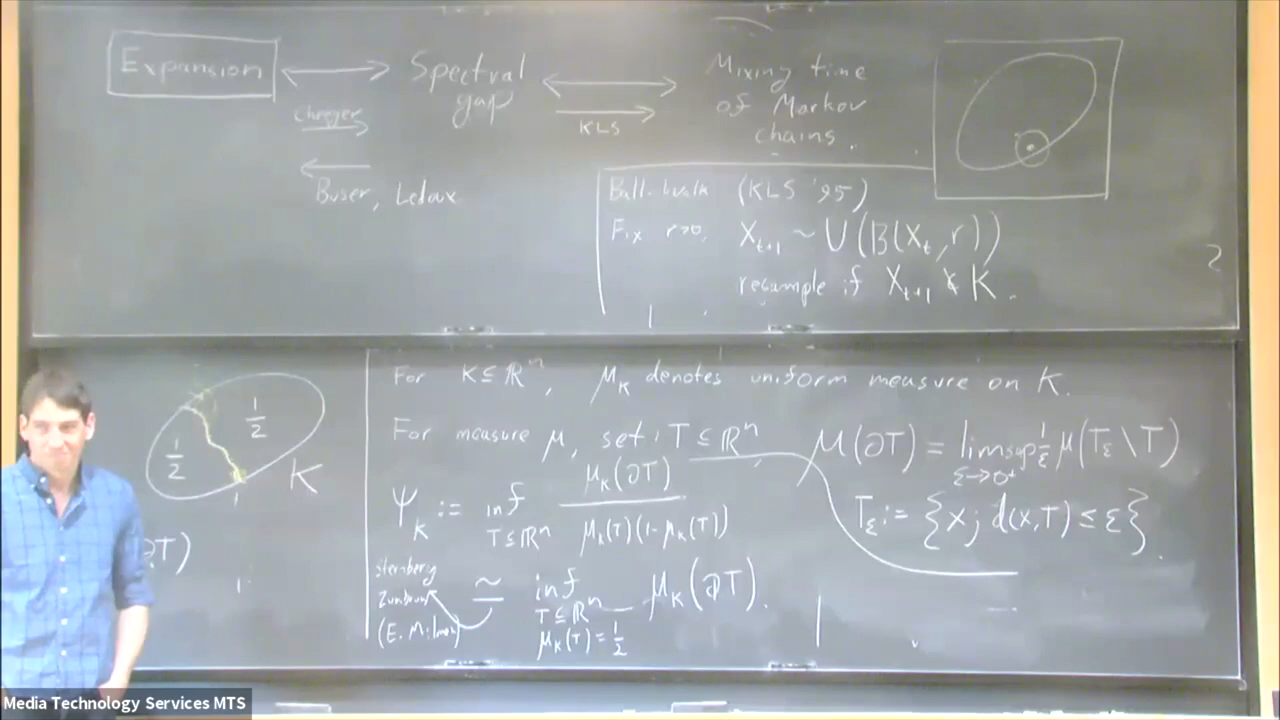 Expansion Spectral gap Mixing time of Markov chains.
Cheeger
KLS
Buser, Ledoux
Ball-walk (KLS '95)
Fix r>0, X_{t+1} ~ U(B(X_t, r))
resample if X_{t+1} ∉ K.
1/2
1/2
K
∂T)
For K ⊆ ℝⁿ, μ_K denotes uniform measure on K.
For measure μ, set T ⊆ ℝⁿ, μ(∂T) = limsup_{ε→0⁺} 1/ε μ(T_ε \ T)
T_ε := {x; d(x,T) ≤ ε}.
ψ_K := inf_{T⊆ℝⁿ} μ_K(∂T) / μ_K(T)(1-μ_K(T))
Sternberg
Zumbrun
(E. Milman)
≃ inf_{T⊆ℝⁿ, μ_K(T)=1/2} μ_K(∂T).
Media Technology Services MTS